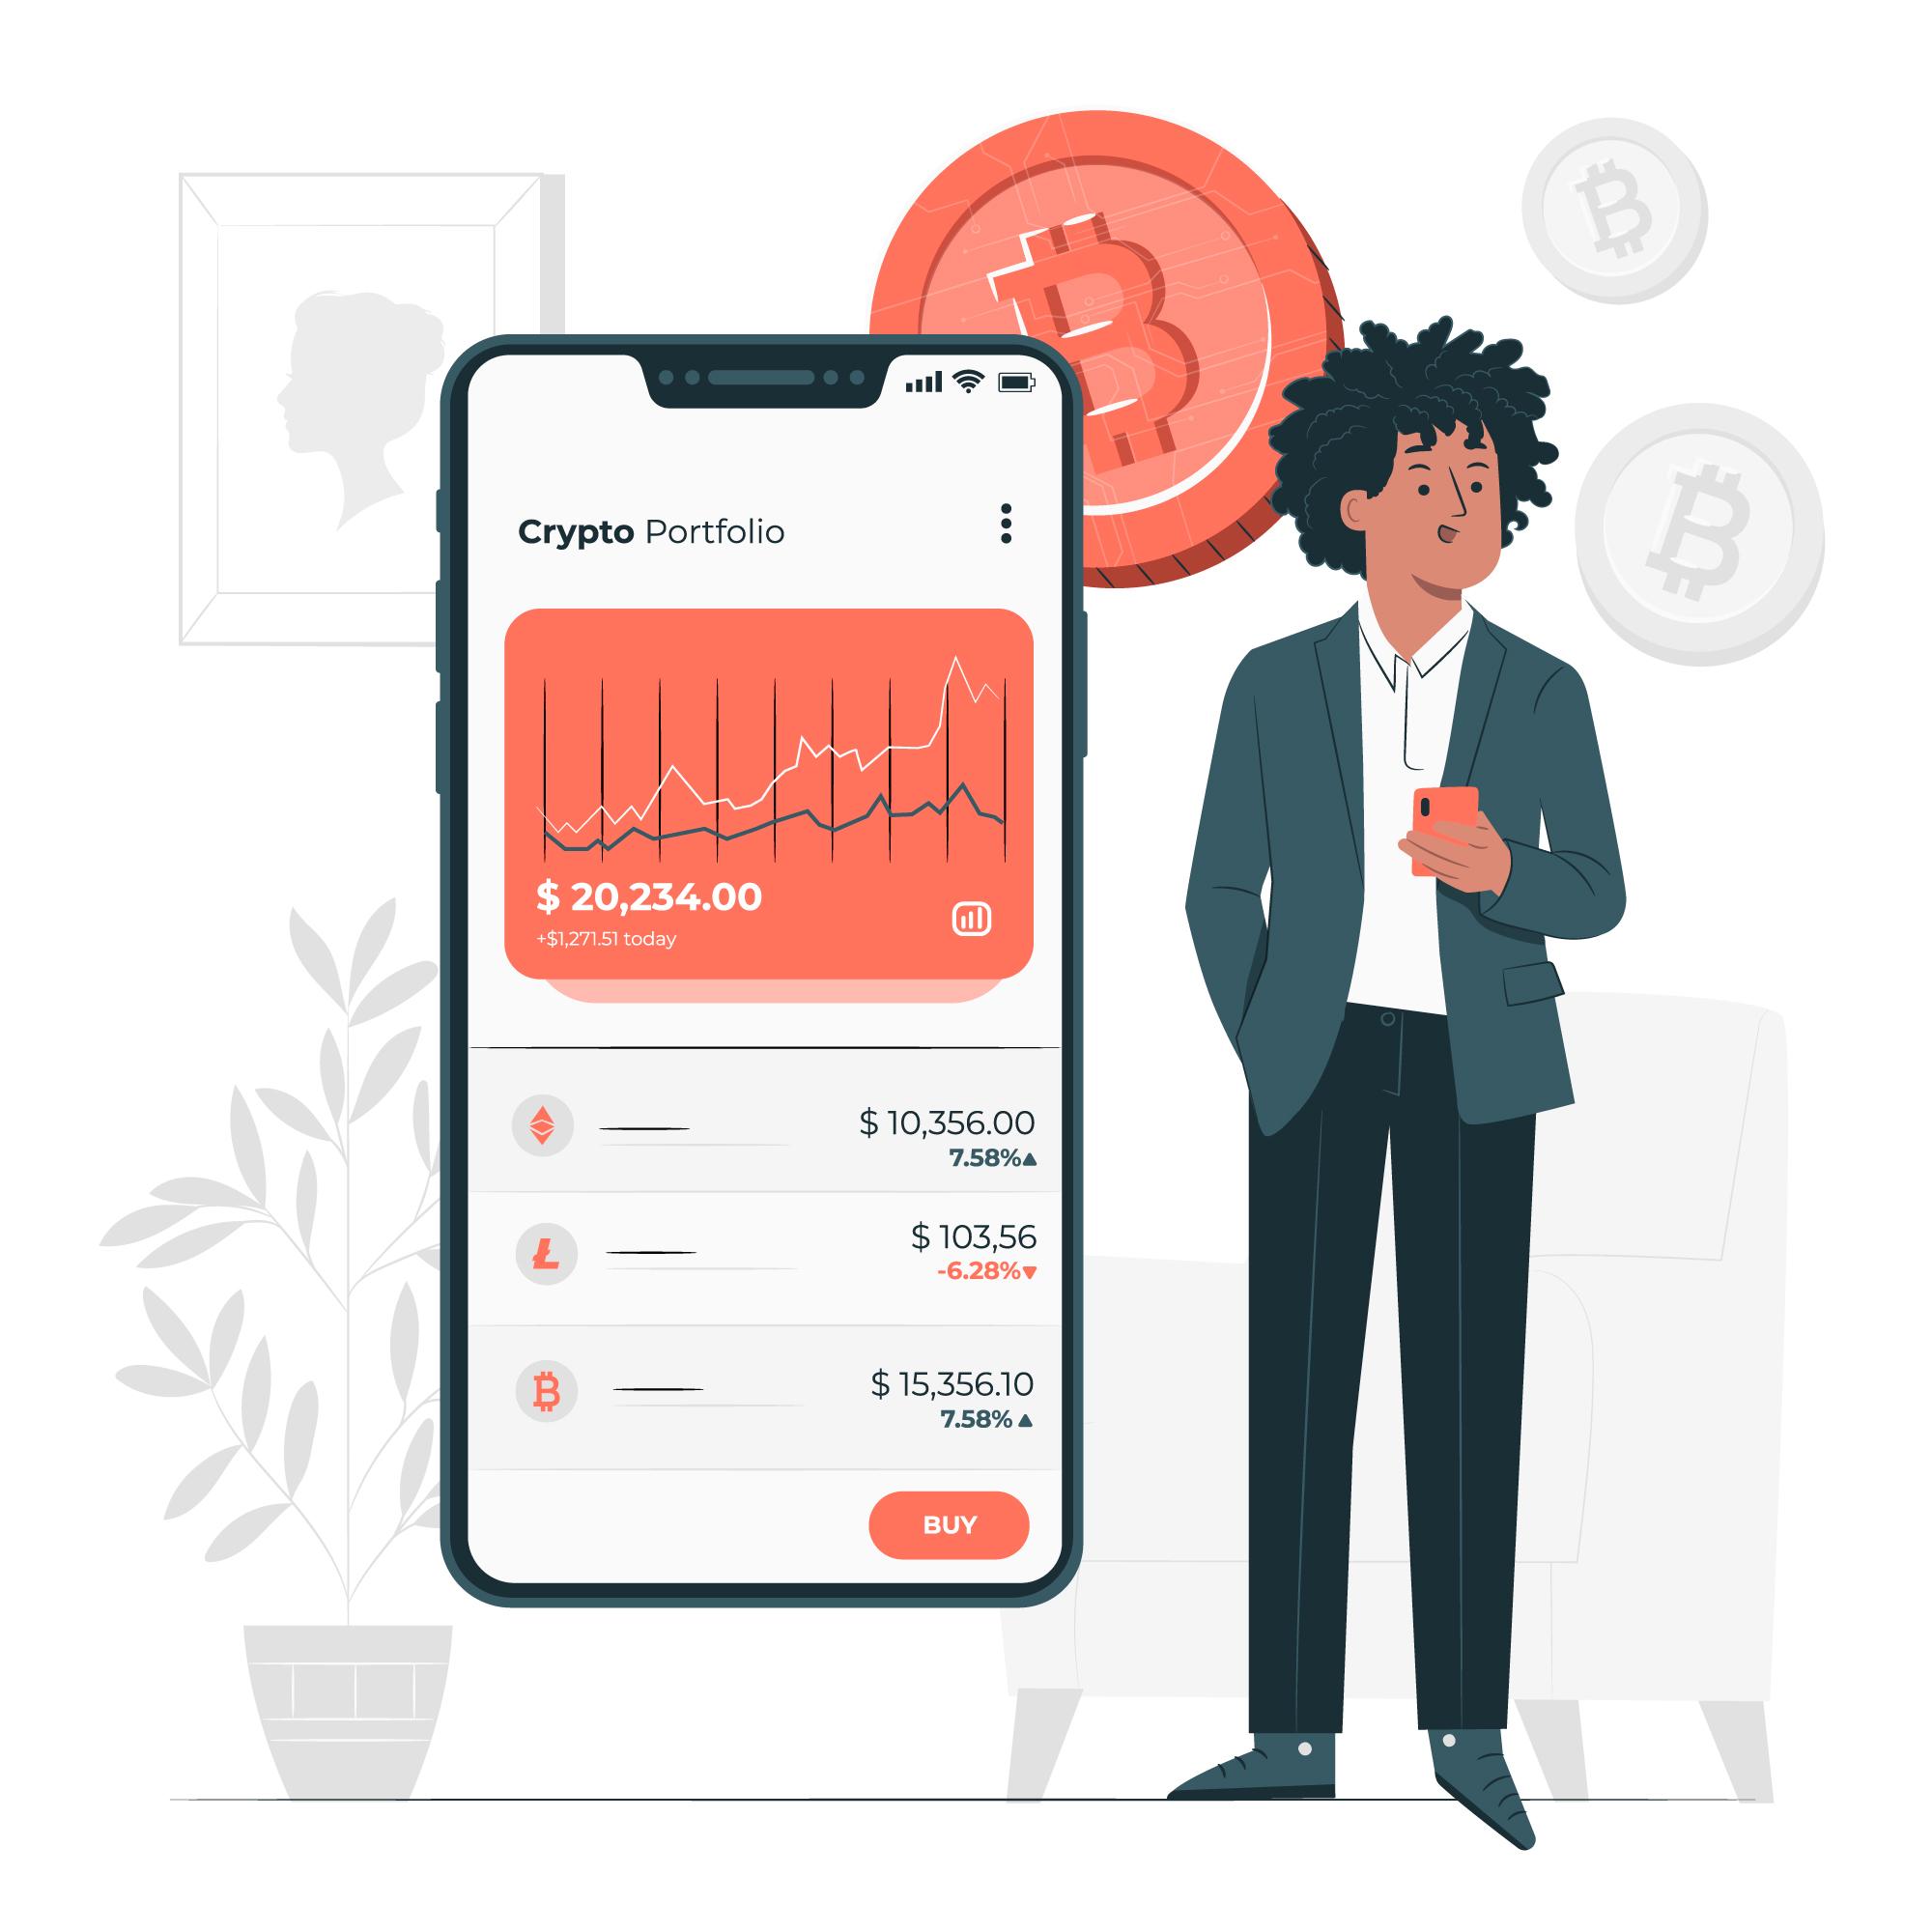 Crypto Portfolio
$ 20,234.00
+$1,271.51 today
$ 10,356.00
7.58%▲
$ 103,56
-6.28%▼
$ 15,356.10
7.58% ▲
BUY